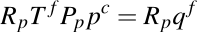 $R_p T^f P_p p^c = R_p q^f$